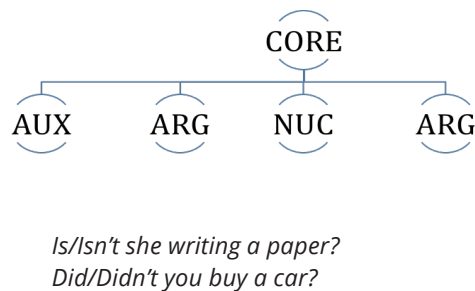 CORE
AUX ARG NUC ARG
Is/Isn’t she writing a paper?
Did/Didn’t you buy a car?